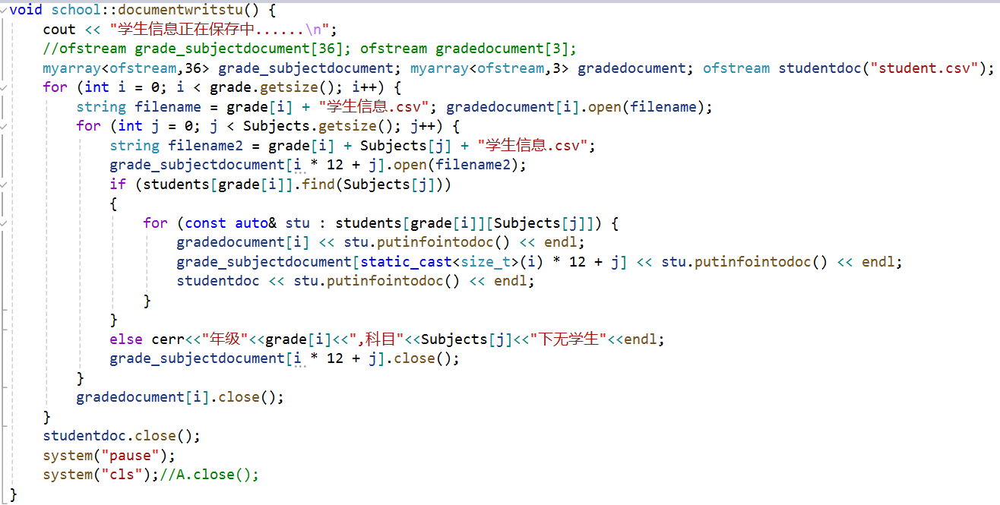 void school::documentwritstu() {
    cout << "学生信息正在保存中......\n";
    //ofstream grade_subjectdocument[36]; ofstream gradedocument[3];
    myarray<ofstream,36> grade_subjectdocument; myarray<ofstream,3> gradedocument; ofstream studentdoc("student.csv");
    for (int i = 0; i < grade.getsize(); i++) {
        string filename = grade[i] + "学生信息.csv"; gradedocument[i].open(filename);
        for (int j = 0; j < Subjects.getsize(); j++) {
            string filename2 = grade[i] + Subjects[j] + "学生信息.csv";
            grade_subjectdocument[i * 12 + j].open(filename2);
            if (students[grade[i]].find(Subjects[j]))
            {
                for (const auto& stu : students[grade[i]][Subjects[j]]) {
                    gradedocument[i] << stu.putinfointodoc() << endl;
                    grade_subjectdocument[static_cast<size_t>(i) * 12 + j] << stu.putinfointodoc() << endl;
                    studentdoc << stu.putinfointodoc() << endl;
                }
            }
            else cerr<<"年级"<<grade[i]<<",科目"<<Subjects[j]<<"下无学生"<<endl;
            grade_subjectdocument[i * 12 + j].close();
        }
        gradedocument[i].close();
    }
    studentdoc.close();
    system("pause");
    system("cls");//A.close();
}